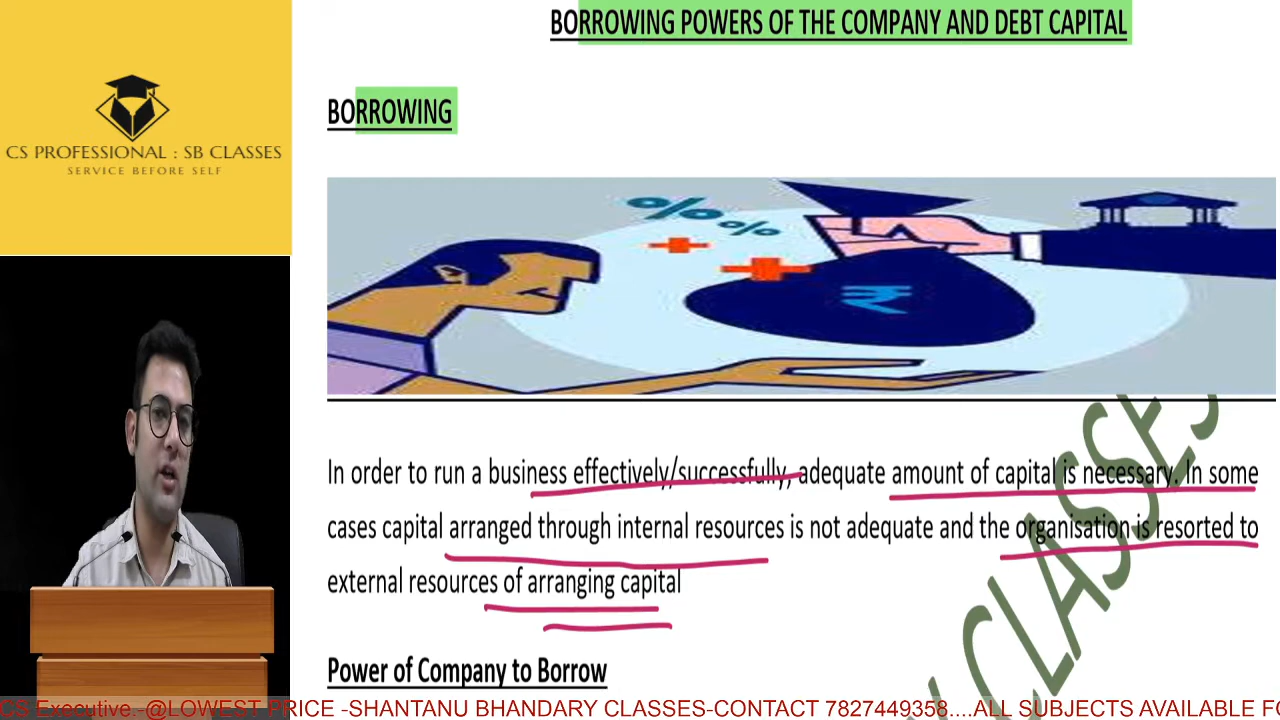 BORROWING POWERS OF THE COMPANY AND DEBT CAPITAL
BORROWING
CS PROFESSIONAL : SB CLASSES
SERVICE BEFORE SELF
%%%
₹
In order to run a business effectively/successfully, adequate amount of capital is necessary. In some
cases capital arranged through internal resources is not adequate and the organisation is resorted to
external resources of arranging capital
CLASSES
Power of Company to Borrow
CS Executive.-@LOWEST PRICE -SHANTANU BHANDARY CLASSES-CONTACT 7827449358....ALL SUBJECTS AVAILABLE FO